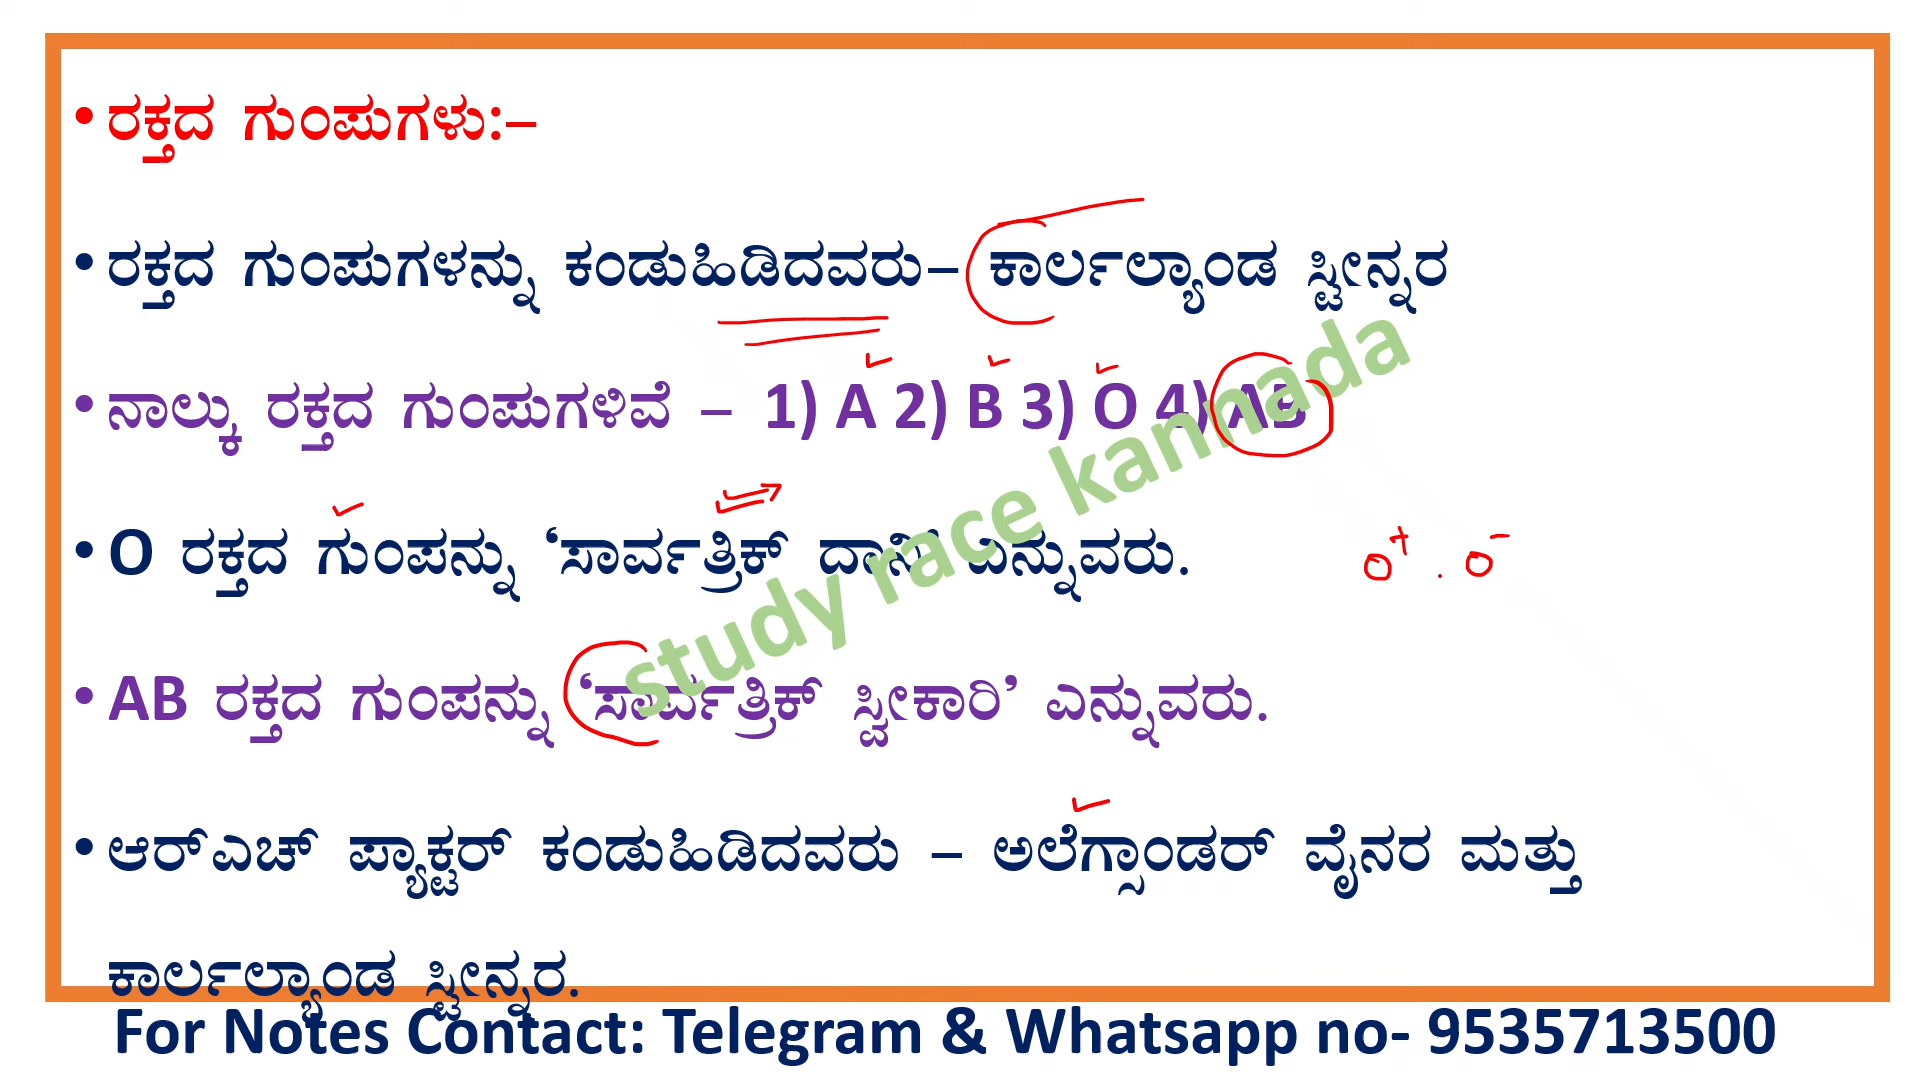 • ರಕ್ತದ ಗುಂಪುಗಳು:–
• ರಕ್ತದ ಗುಂಪುಗಳನ್ನು ಕಂಡುಹಿಡಿದವರು– ಕಾರ್ಲಲ್ಯಾಂಡ ಸ್ಟೀನ್ನರ
• ನಾಲ್ಕು ರಕ್ತದ ಗುಂಪುಗಳಿವೆ – 1) A 2) B 3) O 4) AB
• O ರಕ್ತದ ಗುಂಪನ್ನು ‘ಸಾರ್ವತ್ರಿಕ್ ದಾನಿ’ ಎನ್ನುವರು.
O+ . O-
• AB ರಕ್ತದ ಗುಂಪನ್ನು ‘ಸಾರ್ವತ್ರಿಕ್ ಸ್ವೀಕಾರಿ’ ಎನ್ನುವರು.
• ಆರ್ಎಚ್ ಪ್ಯಾಕ್ಟರ್ ಕಂಡುಹಿಡಿದವರು – ಅಲೆಗ್ಸಾಂಡರ್ ವೈನರ ಮತ್ತು
ಕಾರ್ಲಲ್ಯಾಂಡ ಸ್ಟೀನ್ನರ.
study race kannada
For Notes Contact: Telegram & Whatsapp no- 9535713500